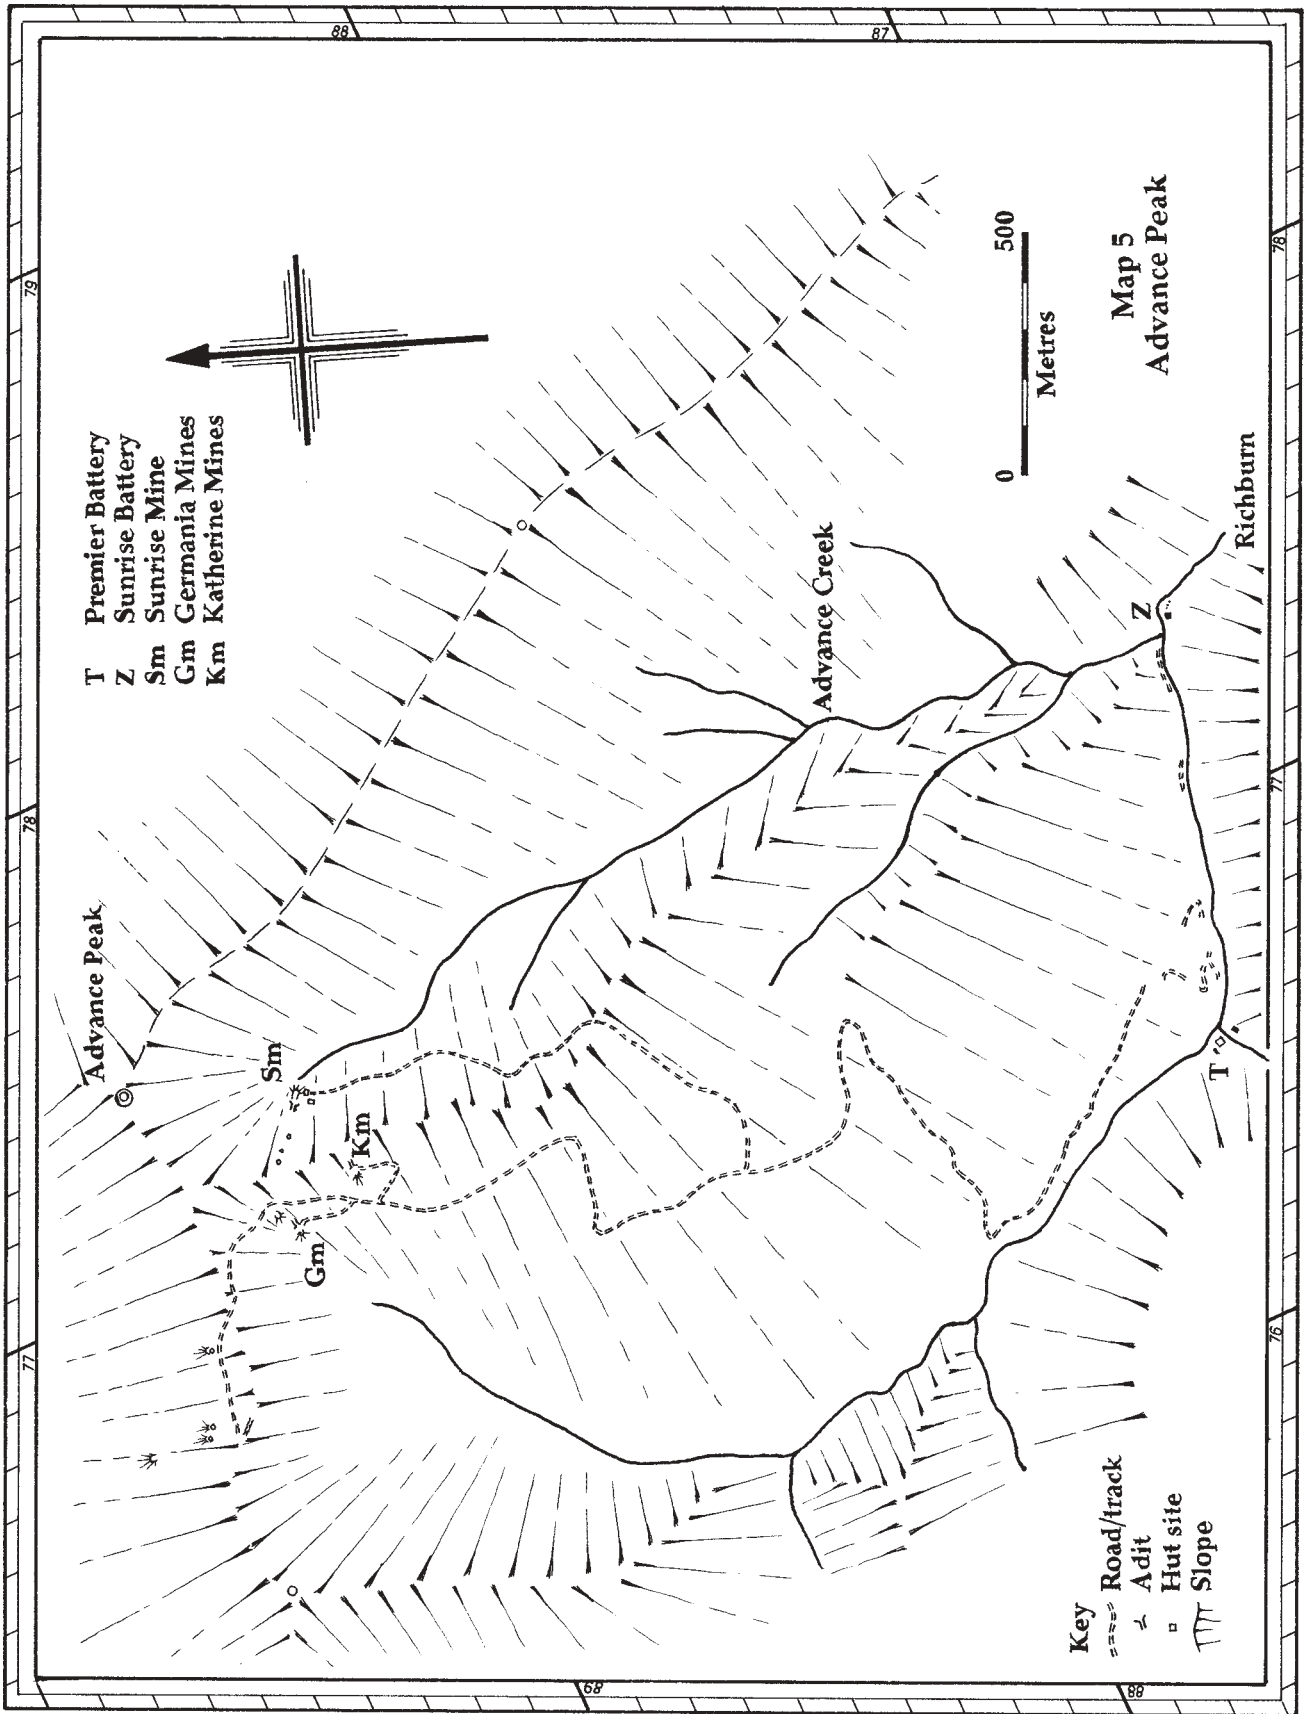 79
78
77
Advance Peak
T Premier Battery
Z Sunrise Battery
Sm Sunrise Mine
Gm Germania Mines
Km Katherine Mines
Sm
Km
Gm
88
89
Advance Creek
87
88
0
500
Metres
Map 5
Advance Peak
Z
Richburn
T
Key
Road/track
Adit
Hut site
Slope
76
77
78